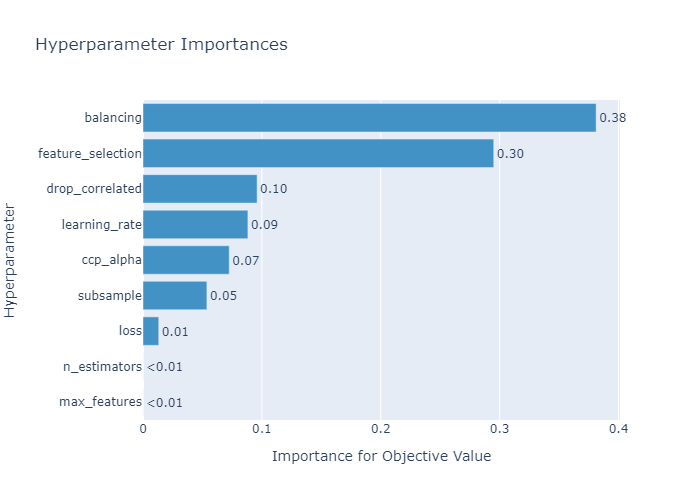 Hyperparameter Importances
Hyperparameter
balancing 0.38
feature_selection 0.30
drop_correlated 0.10
learning_rate 0.09
ccp_alpha 0.07
subsample 0.05
loss 0.01
n_estimators <0.01
max_features <0.01
0 0.1 0.2 0.3 0.4
Importance for Objective Value